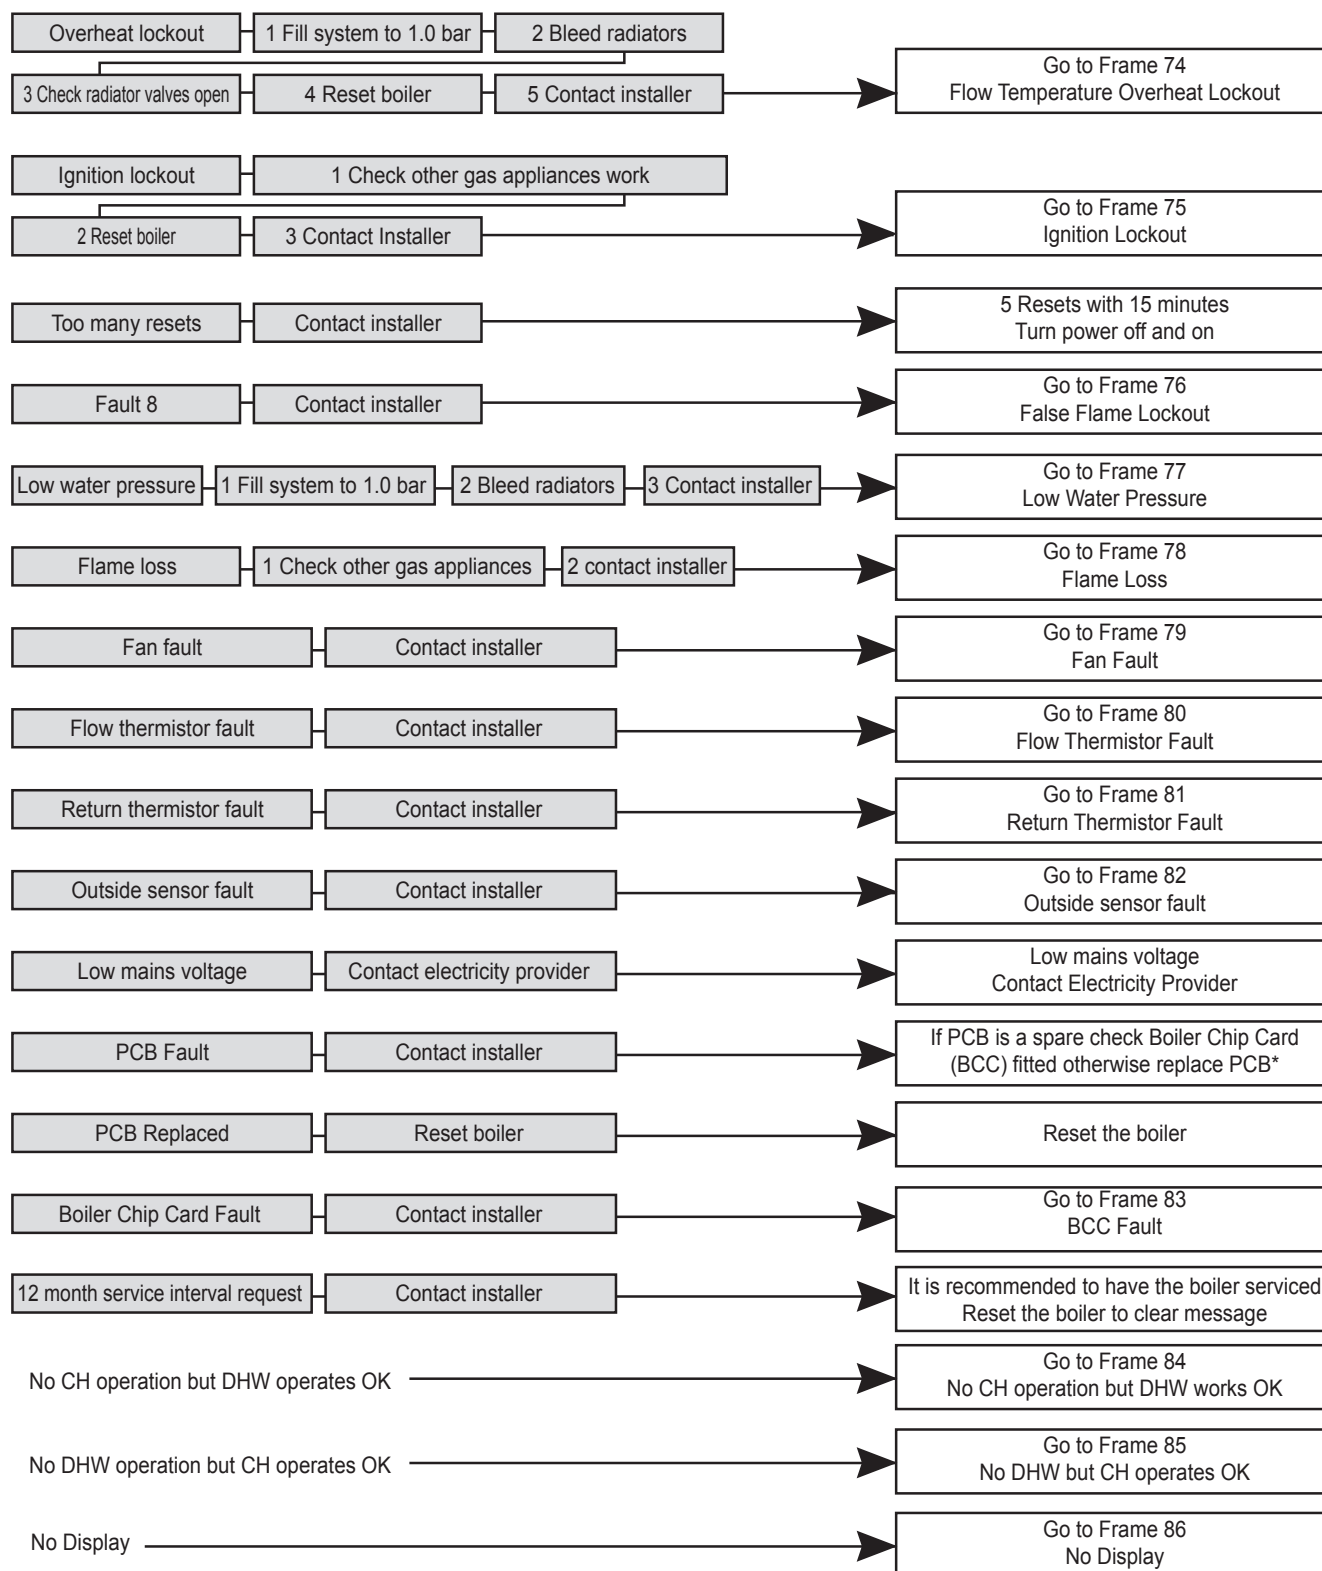 Overheat lockout
1 Fill system to 1.0 bar
2 Bleed radiators
3 Check radiator valves open
4 Reset boiler
5 Contact installer
Go to Frame 74
Flow Temperature Overheat Lockout
Ignition lockout
1 Check other gas appliances work
2 Reset boiler
3 Contact Installer
Go to Frame 75
Ignition Lockout
Too many resets
Contact installer
5 Resets with 15 minutes
Turn power off and on
Fault 8
Contact installer
Go to Frame 76
False Flame Lockout
Low water pressure
1 Fill system to 1.0 bar
2 Bleed radiators
3 Contact installer
Go to Frame 77
Low Water Pressure
Flame loss
1 Check other gas appliances
2 contact installer
Go to Frame 78
Flame Loss
Fan fault
Contact installer
Go to Frame 79
Fan Fault
Flow thermistor fault
Contact installer
Go to Frame 80
Flow Thermistor Fault
Return thermistor fault
Contact installer
Go to Frame 81
Return Thermistor Fault
Outside sensor fault
Contact installer
Go to Frame 82
Outside sensor fault
Low mains voltage
Contact electricity provider
Low mains voltage
Contact Electricity Provider
PCB Fault
Contact installer
If PCB is a spare check Boiler Chip Card
(BCC) fitted otherwise replace PCB*
PCB Replaced
Reset boiler
Reset the boiler
Boiler Chip Card Fault
Contact installer
Go to Frame 83
BCC Fault
12 month service interval request
Contact installer
It is recommended to have the boiler serviced
Reset the boiler to clear message
No CH operation but DHW operates OK
Go to Frame 84
No CH operation but DHW works OK
No DHW operation but CH operates OK
Go to Frame 85
No DHW but CH operates OK
No Display
Go to Frame 86
No Display